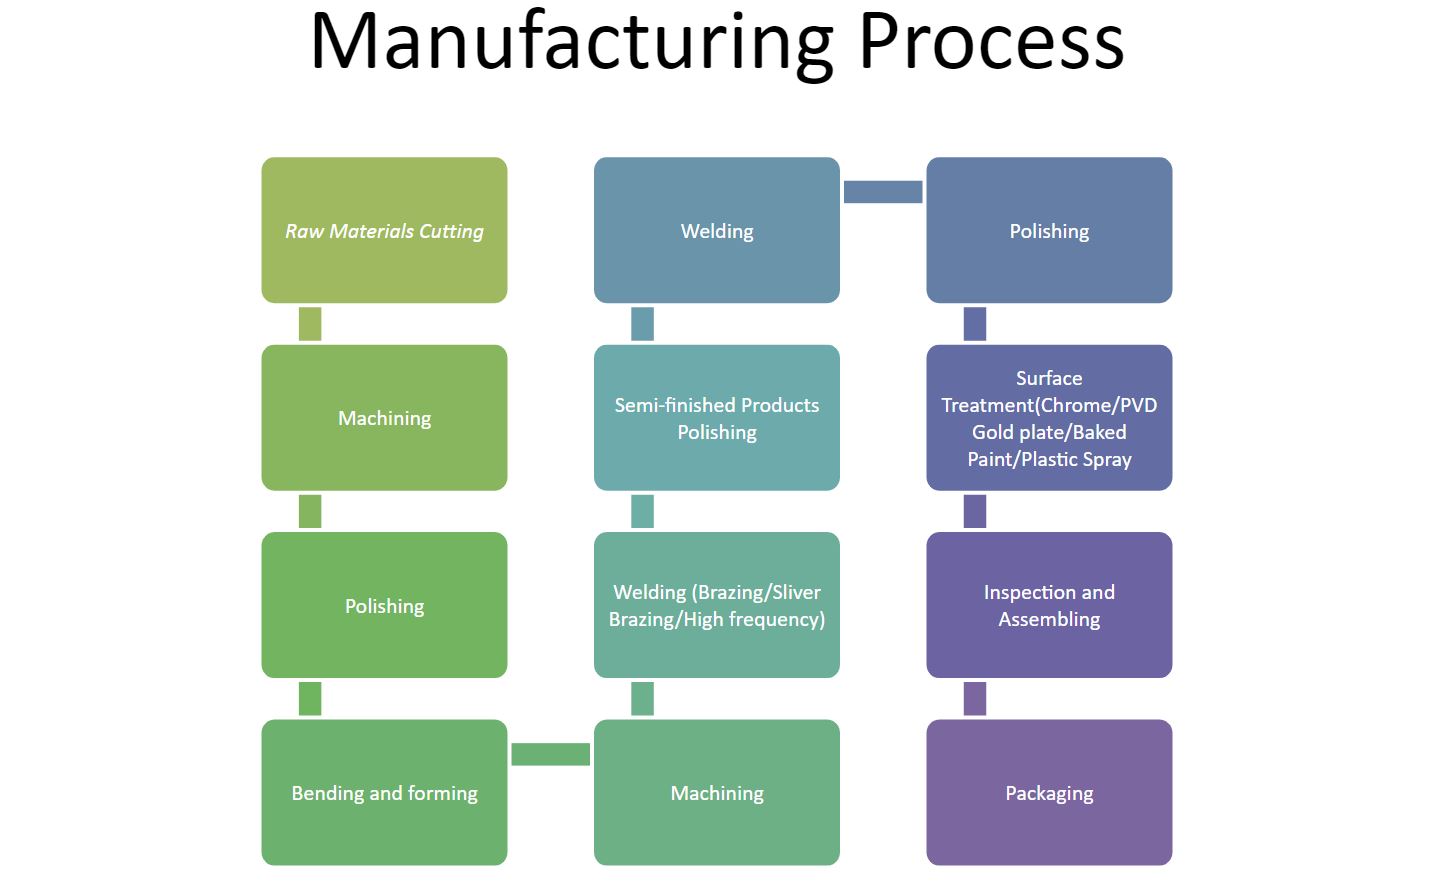 Manufacturing Process
Raw Materials Cutting
Machining
Polishing
Bending and forming
Machining
Welding (Brazing/Sliver
Brazing/High frequency)
Semi-finished Products
Polishing
Welding
Polishing
Surface
Treatment(Chrome/PVD
Gold plate/Baked
Paint/Plastic Spray
Inspection and
Assembling
Packaging